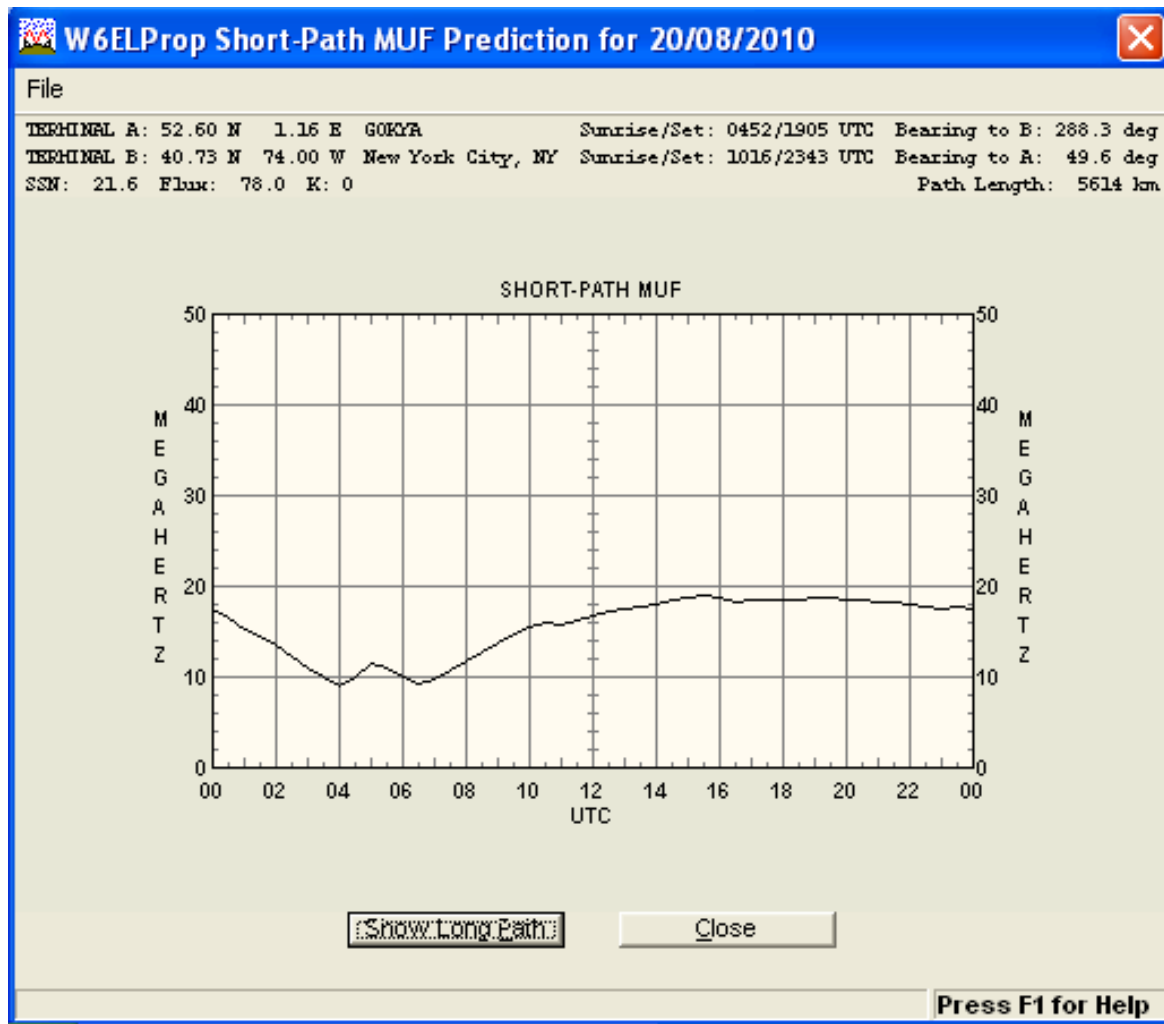 W6ELProp Short-Path MUF Prediction for 20/08/2010
File
TERMINAL A: 52.60 N 1.16 E G0KYA Sunrise/Set: 0452/1905 UTC Bearing to B: 288.3 deg
TERMINAL B: 40.73 N 74.00 W New York City, NY Sunrise/Set: 1016/2343 UTC Bearing to A: 49.6 deg
SSN: 21.6 Flux: 78.0 K: 0 Path Length: 5614 km
SHORT-PATH MUF
50 50
40 40
30 30
20 20
10 10
0 0
MEGAHERTZ MEGAHERTZ
00 02 04 06 08 10 12 14 16 18 20 22 00
UTC
Show Long Path Close
Press F1 for Help